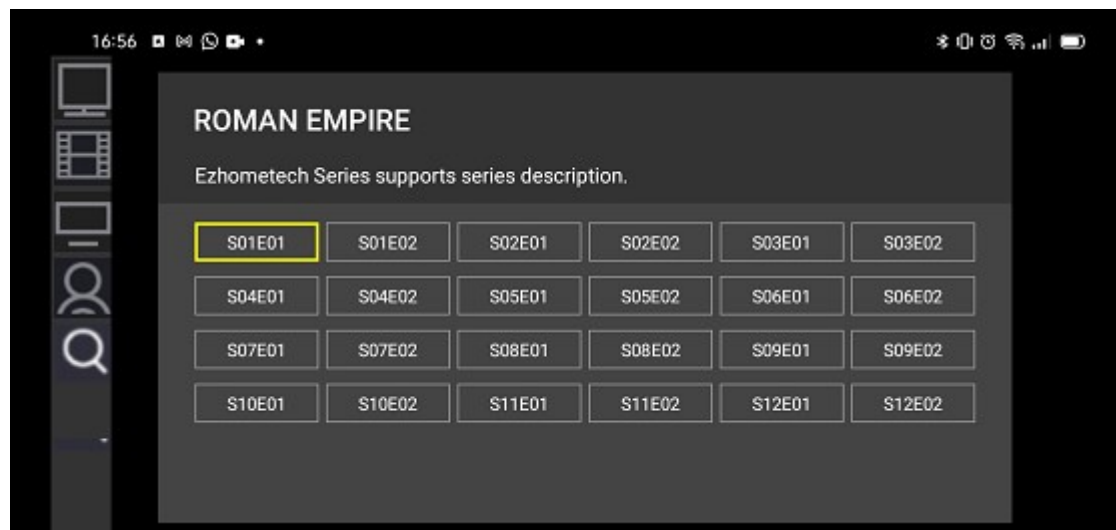 16:56
ROMAN EMPIRE
Ezhometech Series supports series description.
S01E01 S01E02 S02E01 S02E02 S03E01 S03E02
S04E01 S04E02 S05E01 S05E02 S06E01 S06E02
S07E01 S07E02 S08E01 S08E02 S09E01 S09E02
S10E01 S10E02 S11E01 S11E02 S12E01 S12E02